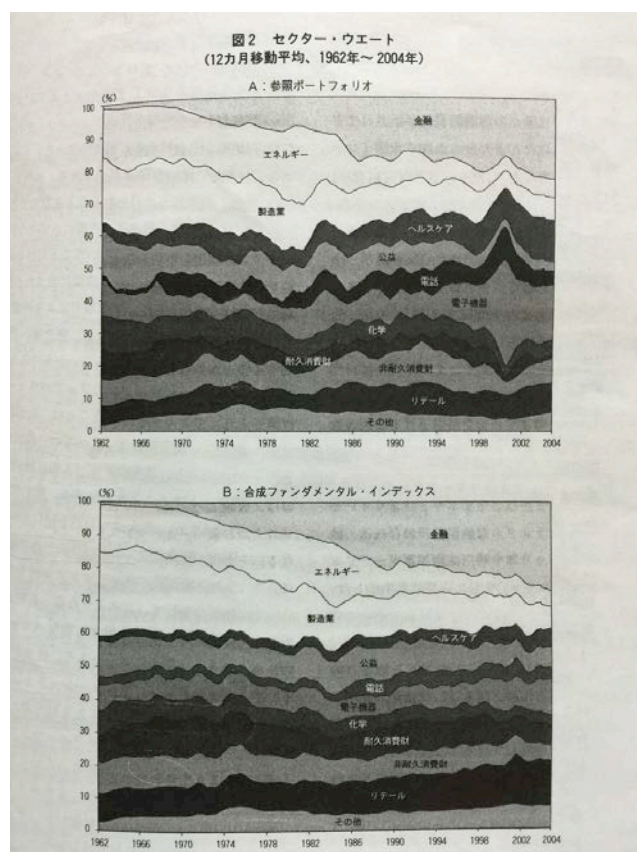 図2 セクター・ウエート
(12カ月移動平均、1962年～2004年)
A：参照ポートフォリオ
(%)
100
90
80
70
60
50
40
30
20
10
0
金融
エネルギー
製造業
ヘルスケア
公益
電話
電子機器
化学
耐久消費財
非耐久消費財
リテール
その他
1962 1966 1970 1974 1978 1982 1986 1990 1994 1998 2002 2004
B：合成ファンダメンタル・インデックス
(%)
100
90
80
70
60
50
40
30
20
10
0
金融
エネルギー
製造業
ヘルスケア
公益
電話
電子機器
化学
耐久消費財
非耐久消費財
リテール
その他
1962 1966 1970 1974 1978 1982 1986 1990 1994 1998 2002 2004